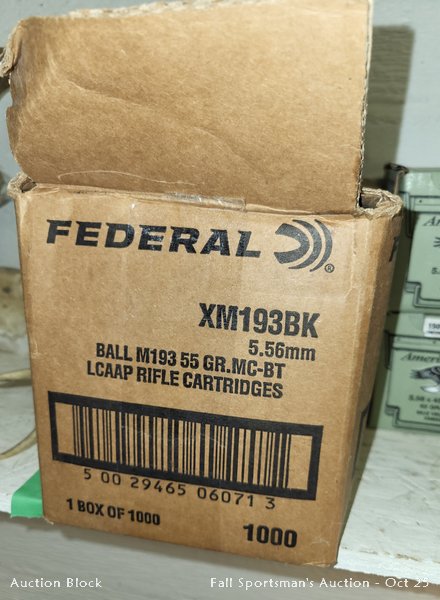 FEDERAL ®
XM193BK
5.56mm
BALL M193 55 GR.MC-BT
LCAAP RIFLE CARTRIDGES
5 00 29465 06071 3
1 BOX OF 1000
1000
Auction Block
Fall Sportsman's Auction - Oct 25